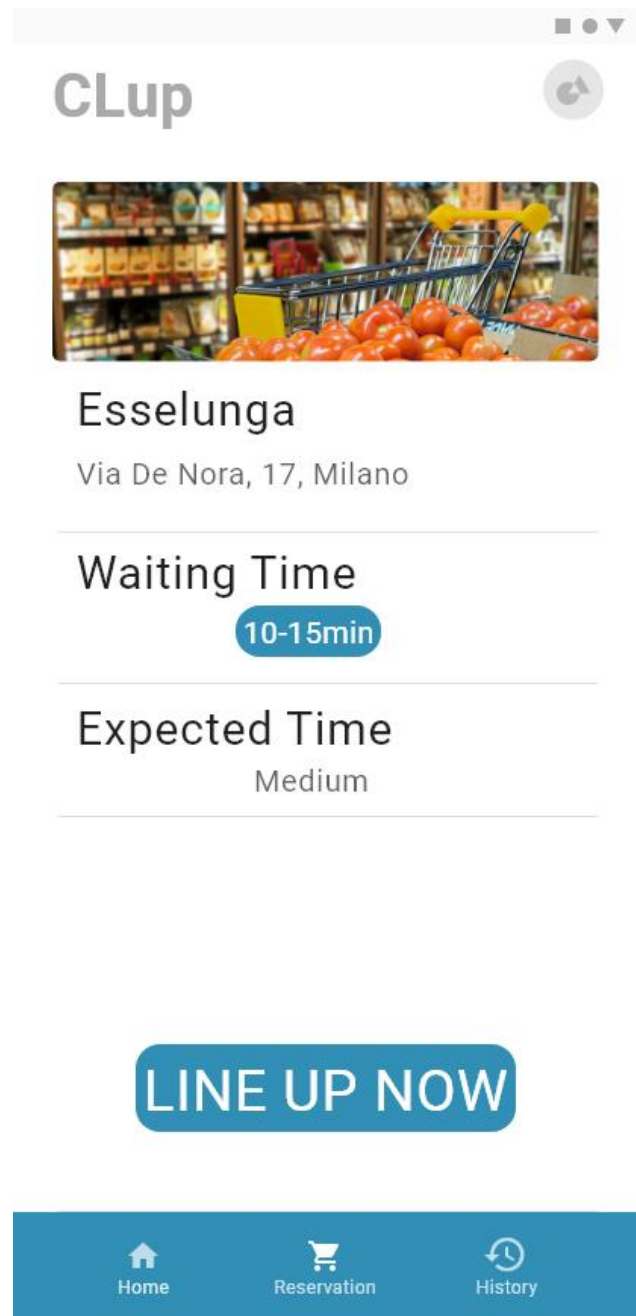 CLup
Esselunga
Via De Nora, 17, Milano
Waiting Time
10-15min
Expected Time
Medium
LINE UP NOW
Home Reservation History